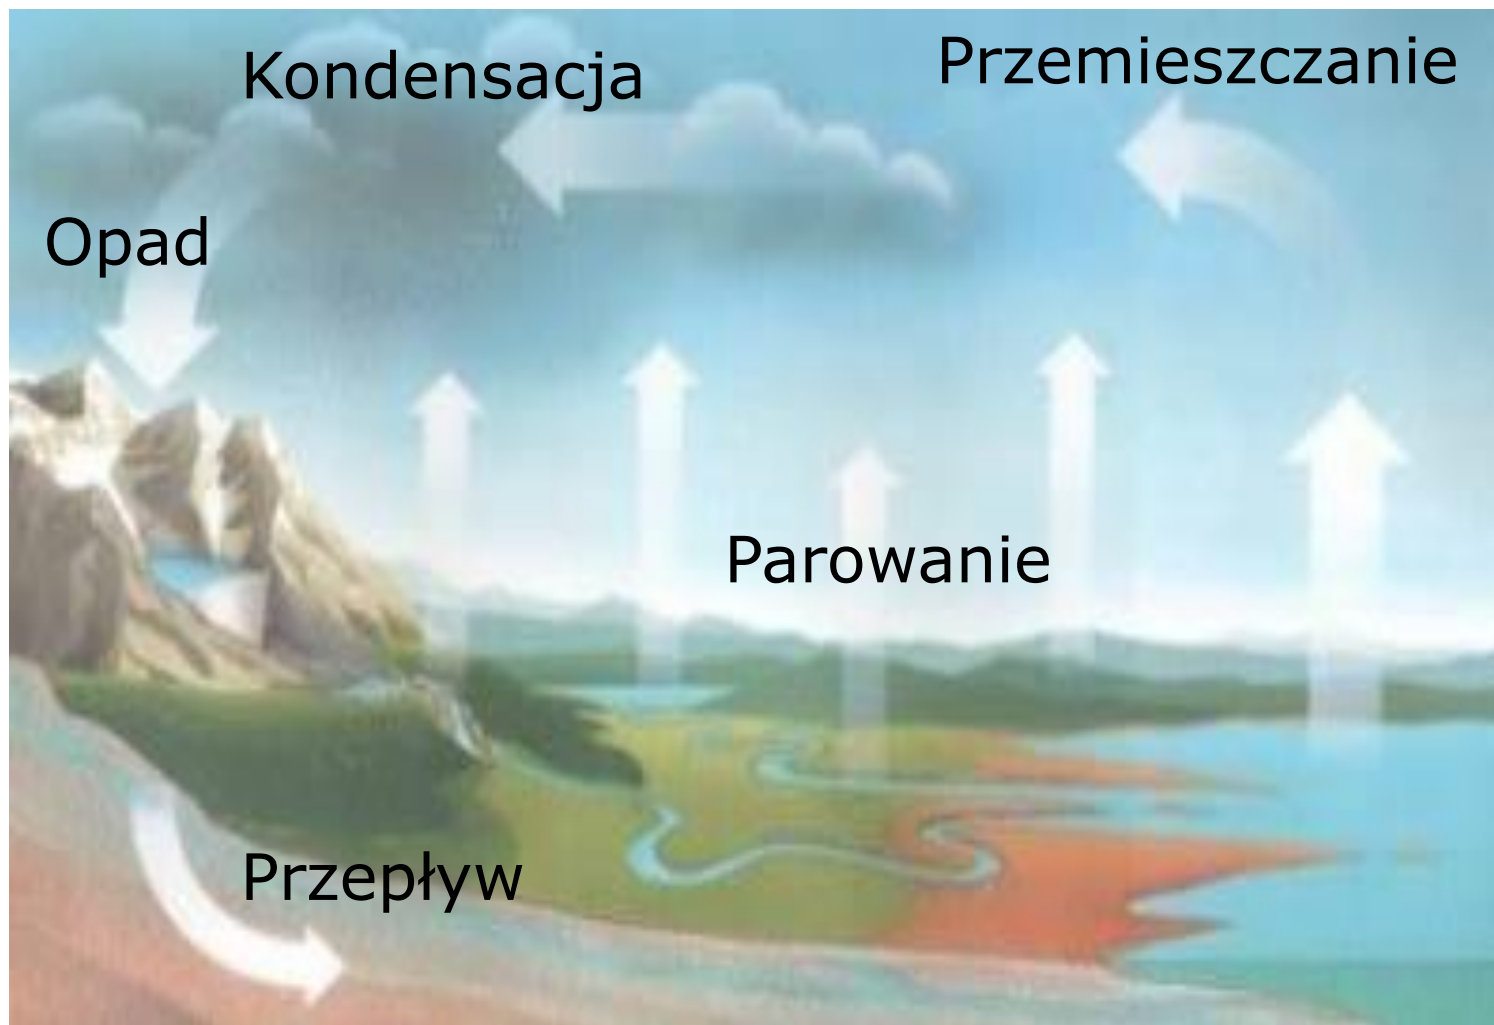 Kondensacja
Przemieszczanie
Opad
Parowanie
Przepływ